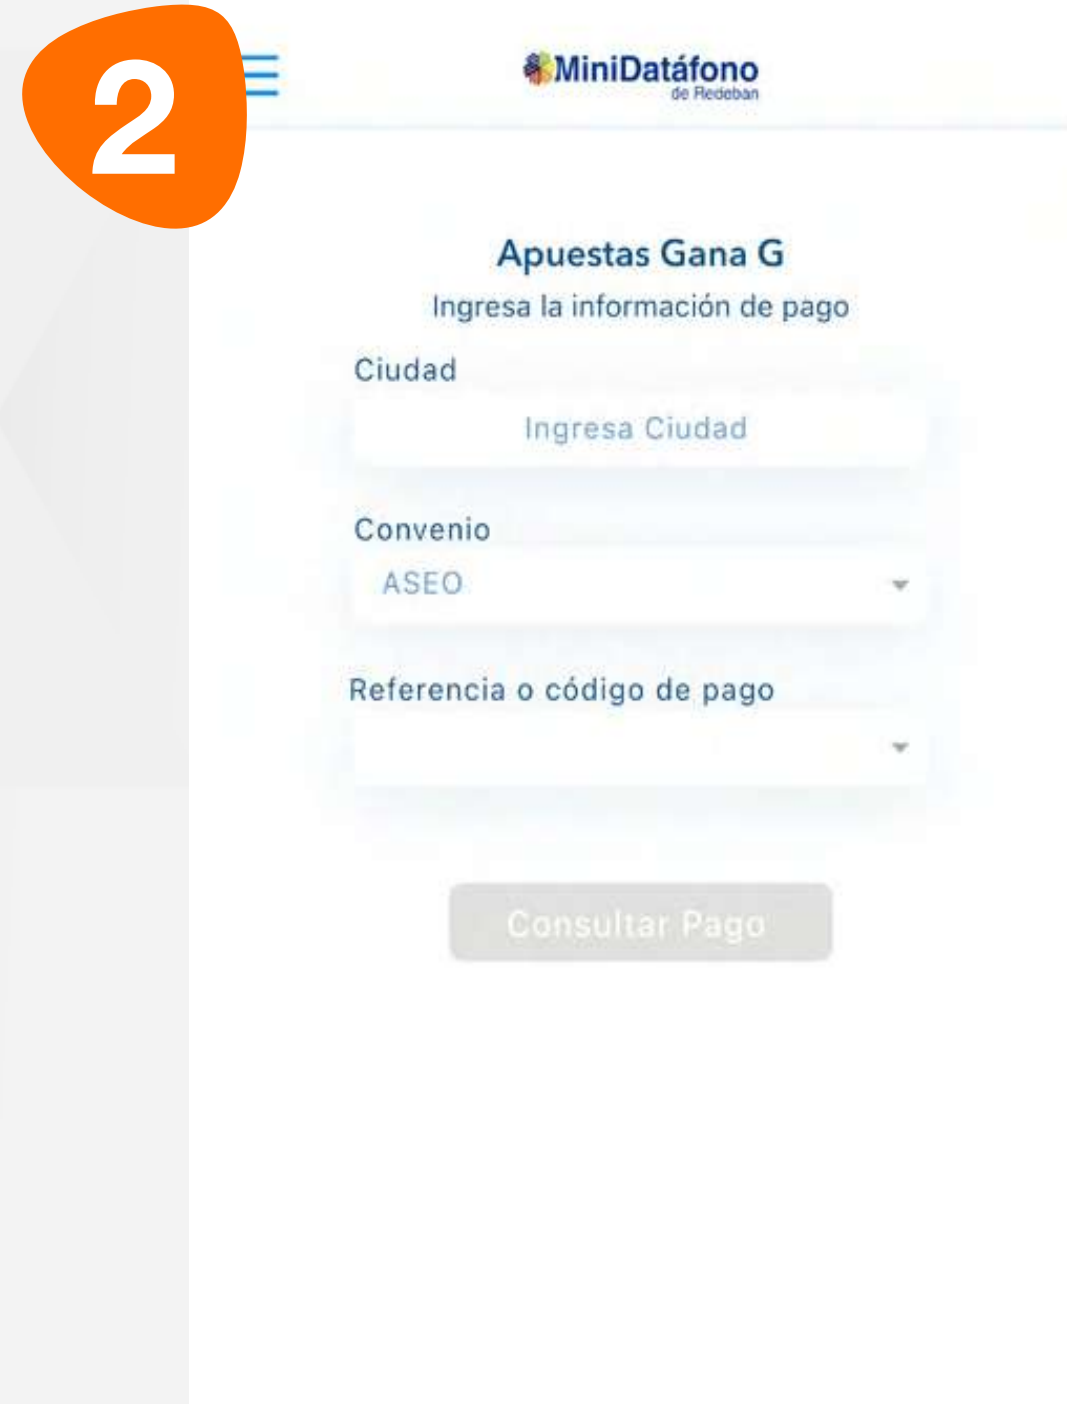 2
MiniDatáfono
de Redeban
Apuestas Gana G
Ingresa la información de pago
Ciudad
Ingresa Ciudad
Convenio
ASEO
Referencia o código de pago
Consultar Pago